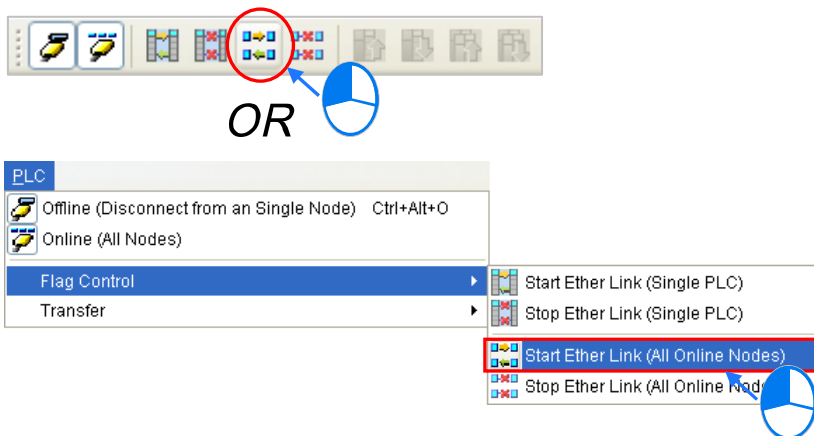 OR
PLC
Offline (Disconnect from an Single Node) Ctrl+Alt+O
Online (All Nodes)
Flag Control
Transfer
Start Ether Link (Single PLC)
Stop Ether Link (Single PLC)
Start Ether Link (All Online Nodes)
Stop Ether Link (All Online Nod